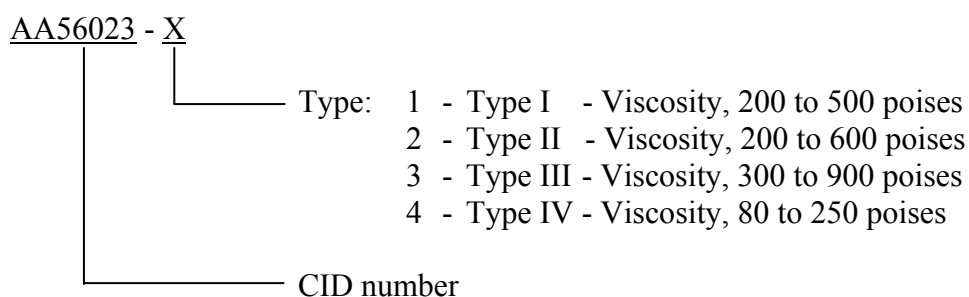 AA56023 - X
Type: 1 - Type I - Viscosity, 200 to 500 poises
2 - Type II - Viscosity, 200 to 600 poises
3 - Type III - Viscosity, 300 to 900 poises
4 - Type IV - Viscosity, 80 to 250 poises
CID number